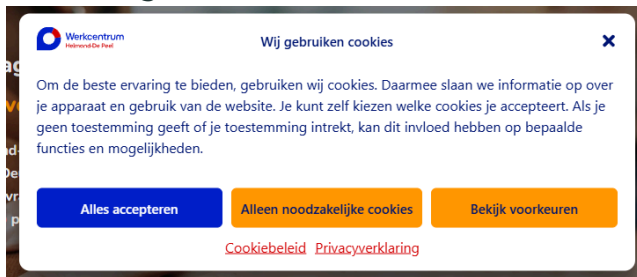 Werkcentrum
Helmond-De Peel
Wij gebruiken cookies
Om de beste ervaring te bieden, gebruiken wij cookies. Daarmee slaan we informatie op over
je apparaat en gebruik van de website. Je kunt zelf kiezen welke cookies je accepteert. Als je
geen toestemming geeft of je toestemming intrekt, kan dit invloed hebben op bepaalde
functies en mogelijkheden.
Alles accepteren
Alleen noodzakelijke cookies
Bekijk voorkeuren
Cookiebeleid Privacyverklaring